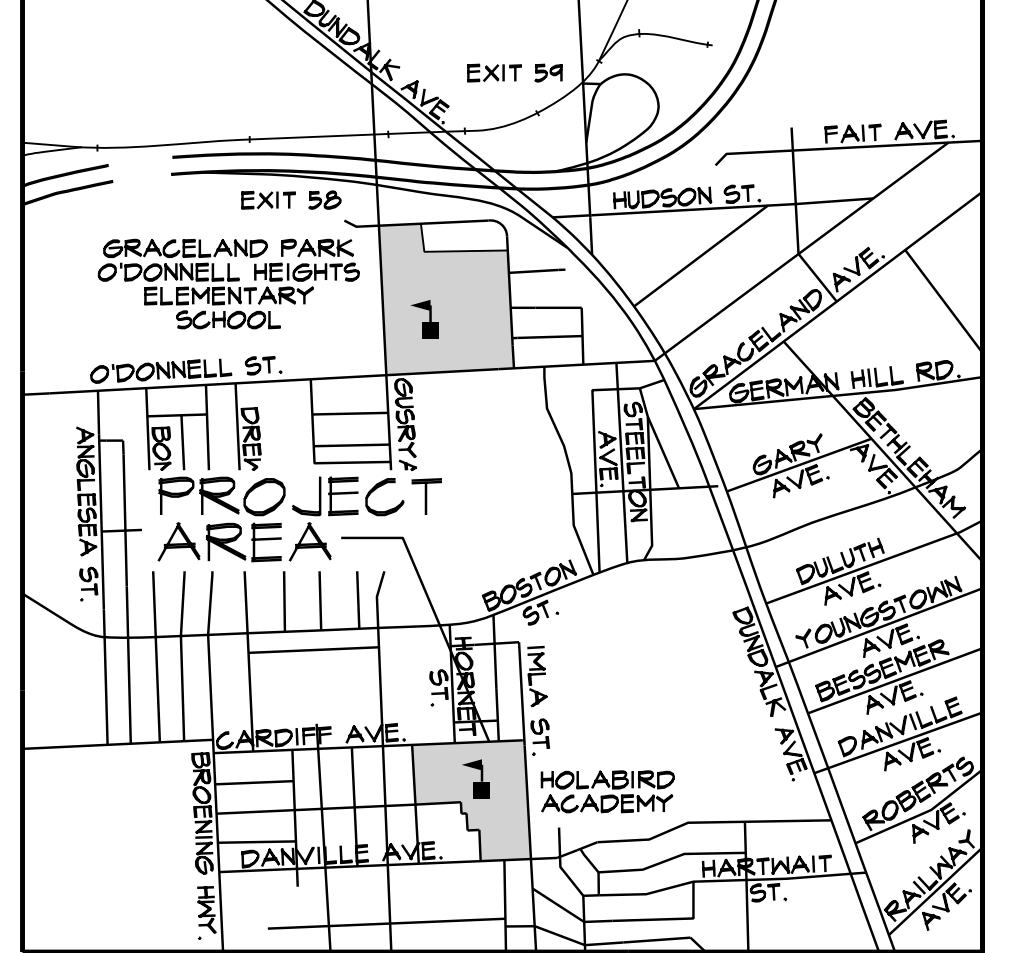 DUNDALK AVE.
EXIT 59
FAIT AVE.
EXIT 58
HUDSON ST.
GRACELAND PARK
O'DONNELL HEIGHTS
ELEMENTARY
SCHOOL
GRACELAND AVE.
O'DONNELL ST.
GERMAN HILL RD.
GUSRYA
DREW
BON
ANGLESEA ST.
STEELTON
AVE.
BETHLEHAM
AVE.
GARY
AVE.
PROJECT
AREA
DULUTH
AVE.
BOSTON
ST.
YOUNGSTOWN
AVE.
DUNDALK AVE.
HORNET
ST.
IMLA ST.
BESSEMER
AVE.
DANVILLE
AVE.
CARDIFF AVE.
BROENING HWY.
HOLABIRD
ACADEMY
ROBERTS
AVE.
DANVILLE AVE.
HARTWAIT
ST.
RAILWAY
AVE.